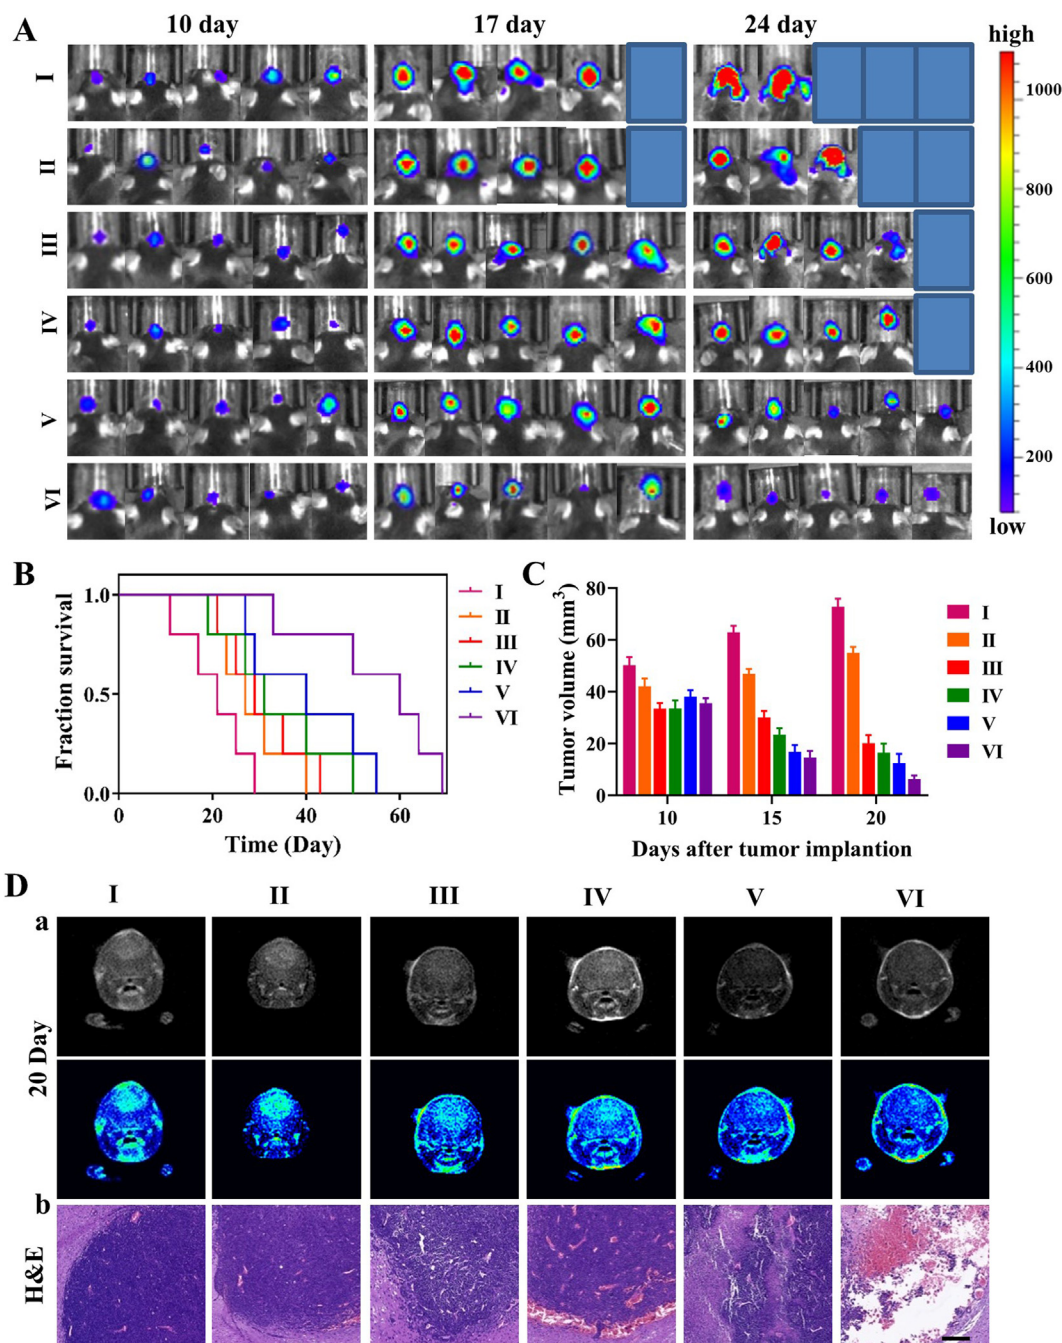 A
10 day
17 day
24 day
high
I
II
III
IV
V
VI
1000
800
600
400
200
low
B
Fraction survival
1.0
0.5
0.0
0
20
40
60
Time (Day)
I
II
III
IV
V
VI
C
Tumor volume (mm³)
80
60
40
20
0
10
15
20
Days after tumor implantion
I
II
III
IV
V
VI
D
I
II
III
IV
V
VI
a
20 Day
b
H&E